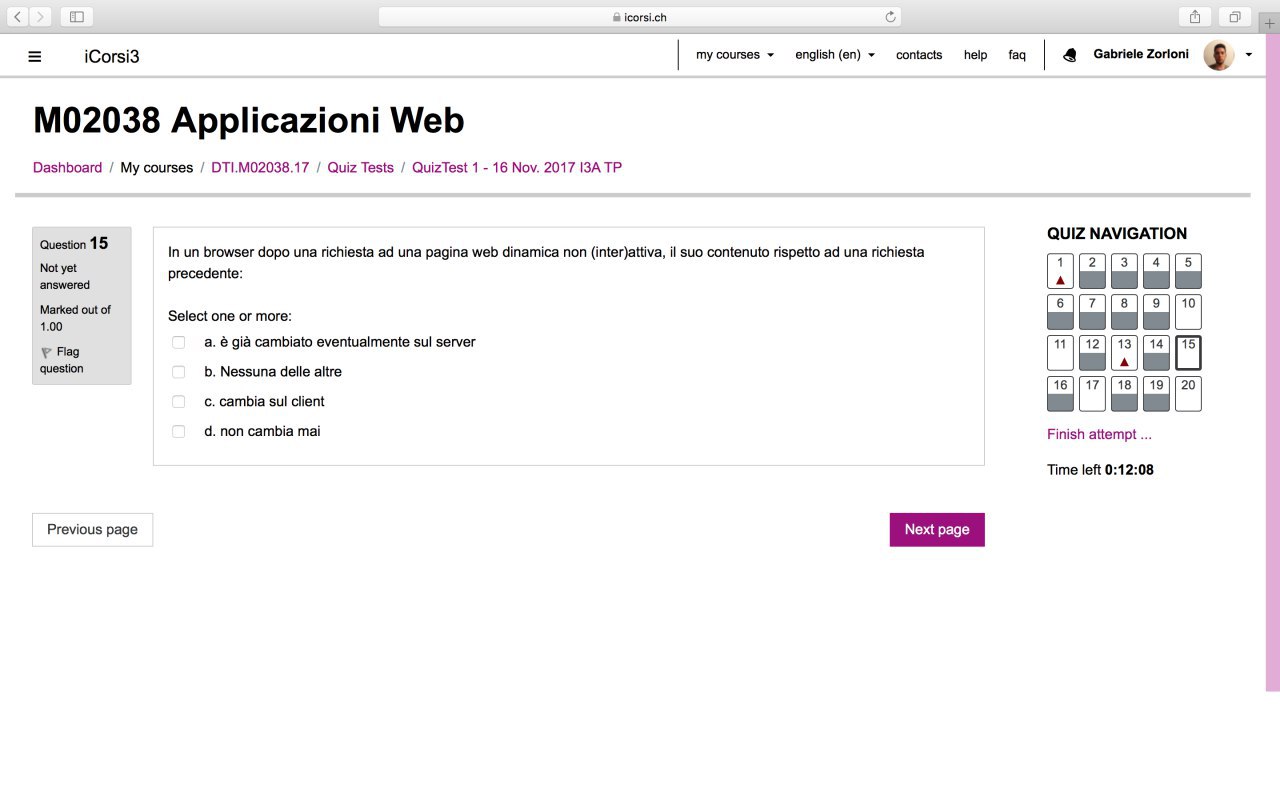 icorsi.ch
iCorsi3
my courses
english (en)
contacts
help
faq
Gabriele Zorloni
M02038 Applicazioni Web
Dashboard / My courses / DTI.M02038.17 / Quiz Tests / QuizTest 1 - 16 Nov. 2017 I3A TP
Question 15
Not yet
answered
Marked out of
1.00
Flag
question
In un browser dopo una richiesta ad una pagina web dinamica non (inter)attiva, il suo contenuto rispetto ad una richiesta
precedente:
Select one or more:
a. è già cambiato eventualmente sul server
b. Nessuna delle altre
c. cambia sul client
d. non cambia mai
Previous page
Next page
QUIZ NAVIGATION
1 2 3 4 5
6 7 8 9 10
11 12 13 14 15
16 17 18 19 20
Finish attempt ...
Time left 0:12:08